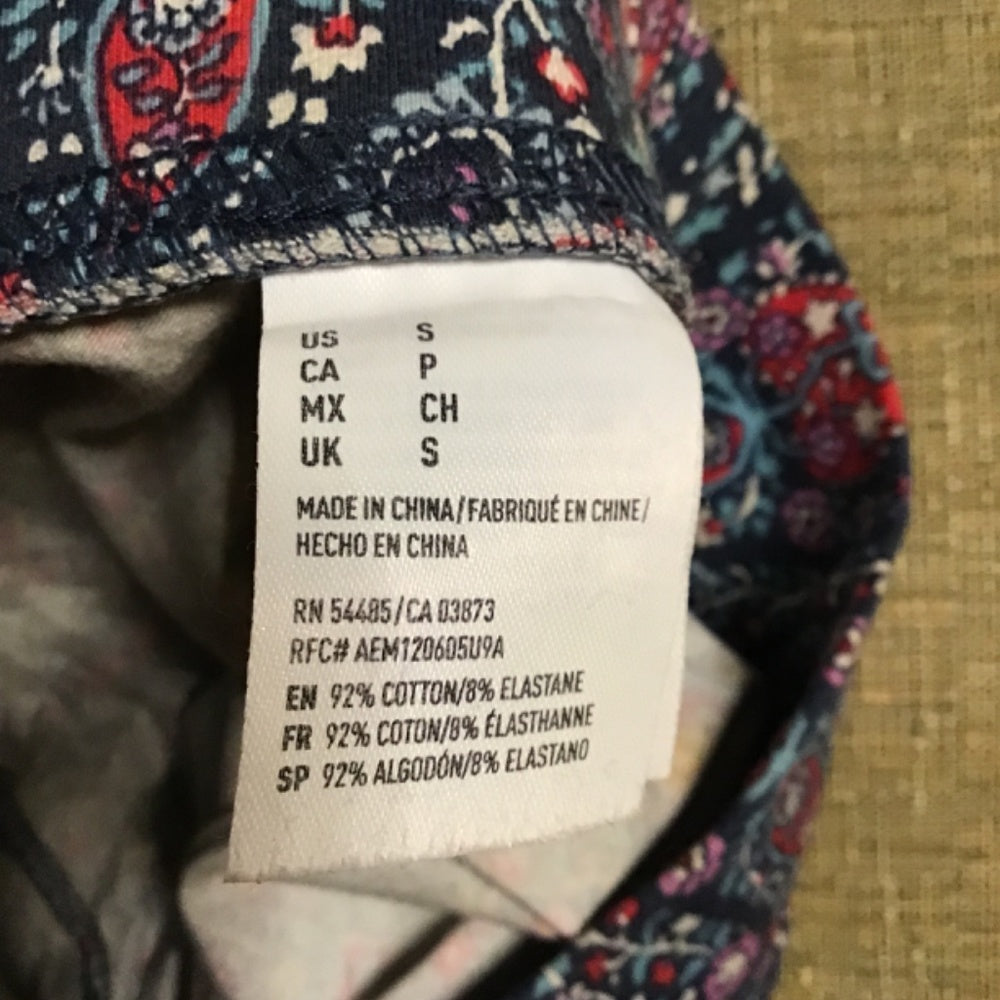 US S
CA P
MX CH
UK S
MADE IN CHINA/FABRIQUÉ EN CHINE/
HECHO EN CHINA
RN 54485/CA 03873
RFC# AEM120605U9A
EN 92% COTTON/8% ELASTANE
FR 92% COTON/8% ÉLASTHANNE
SP 92% ALGODÓN/8% ELASTANO